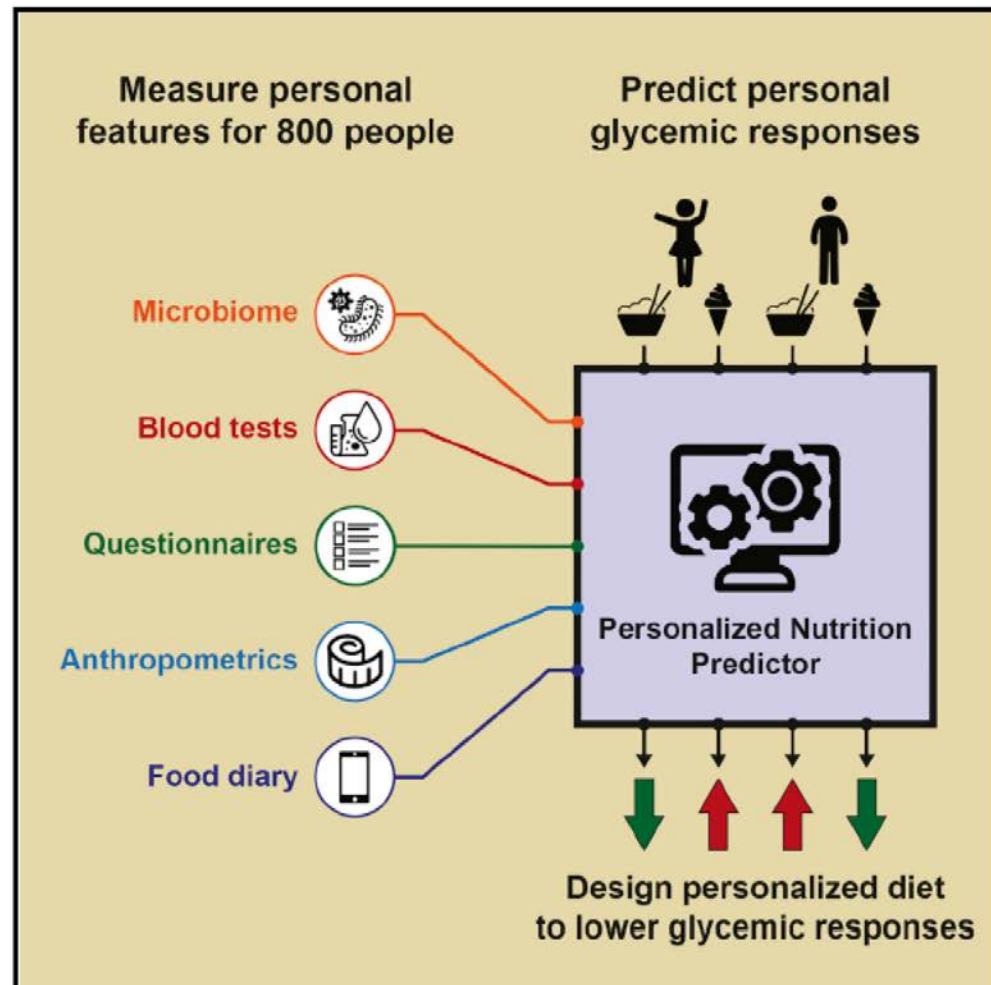 Measure personal
features for 800 people
Predict personal
glycemic responses
Microbiome
Blood tests
Questionnaires
Anthropometrics
Food diary
Personalized Nutrition
Predictor
Design personalized diet
to lower glycemic responses